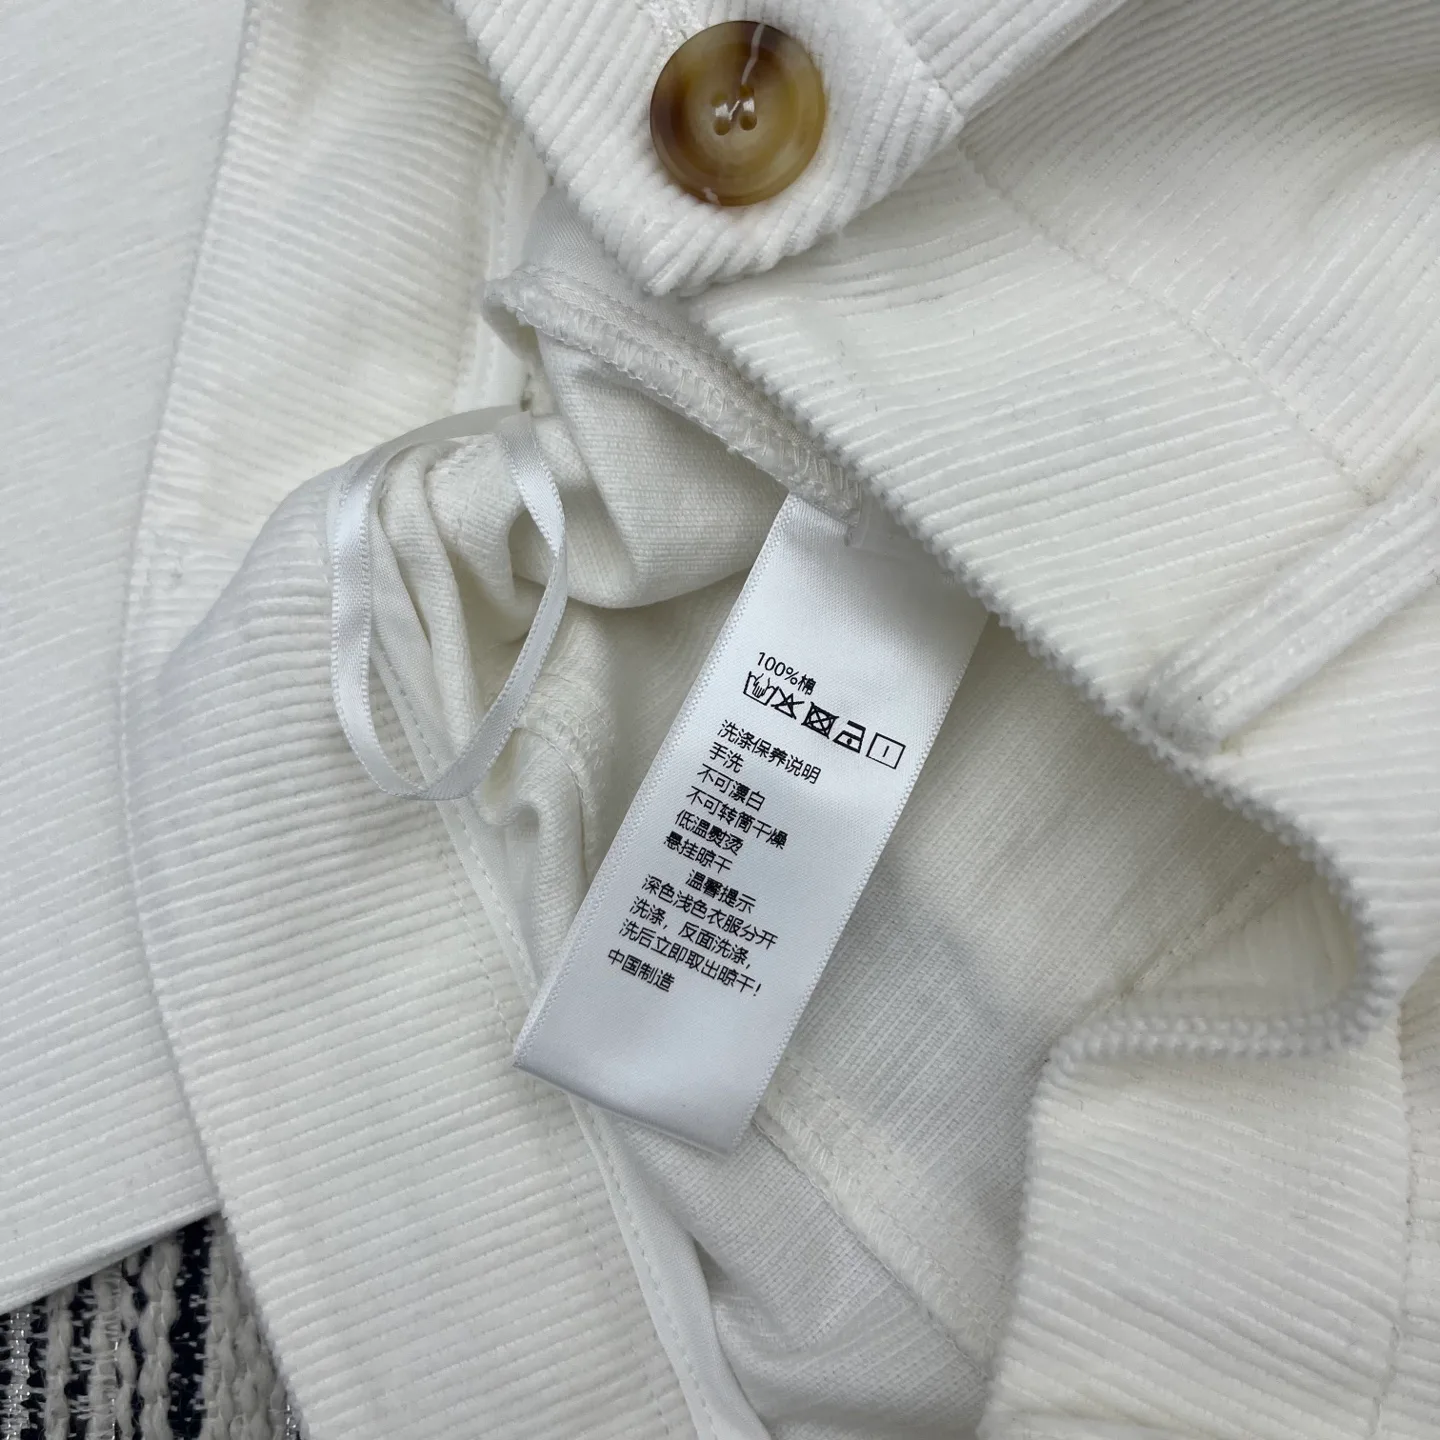 100%棉
洗涤保养说明
手洗
不可漂白
不可转筒干燥
低温熨烫
悬挂晾干
温馨提示
深色浅色衣服分开
洗涤，反面洗涤，
洗后立即取出晾干！
中国制造